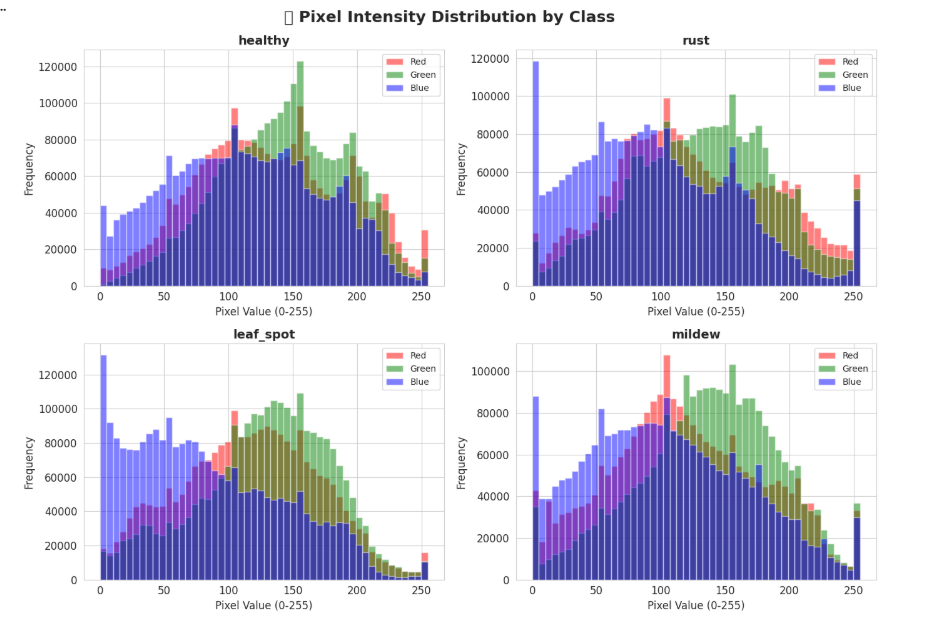 ..
▯ Pixel Intensity Distribution by Class
healthy
Frequency
120000
100000
80000
60000
40000
20000
0
0 50 100 150 200 250
Pixel Value (0-255)
Red
Green
Blue
rust
Frequency
120000
100000
80000
60000
40000
20000
0
0 50 100 150 200 250
Pixel Value (0-255)
Red
Green
Blue
leaf_spot
Frequency
120000
100000
80000
60000
40000
20000
0
0 50 100 150 200 250
Pixel Value (0-255)
Red
Green
Blue
mildew
Frequency
100000
80000
60000
40000
20000
0
0 50 100 150 200 250
Pixel Value (0-255)
Red
Green
Blue